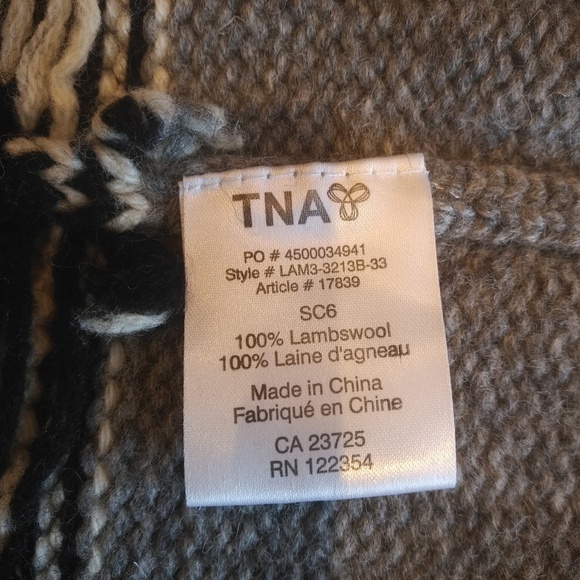 TNA
PO # 4500034941
Style # LAM3-3213B-33
Article # 17839
SC6
100% Lambswool
100% Laine d'agneau
Made in China
Fabriqué en Chine
CA 23725
RN 122354